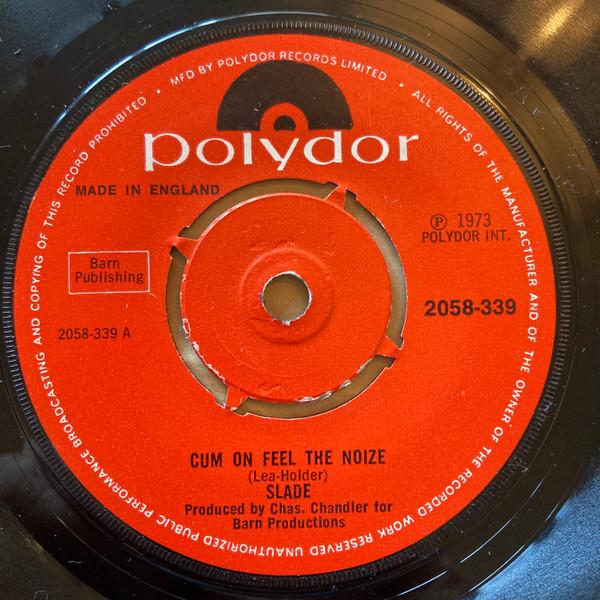 MFD BY POLYDOR RECORDS LIMITED • ALL RIGHTS OF THE MANUFACTURER AND OF THE OWNER OF THE RECORDED WORK RESERVED UNAUTHORIZED PUBLIC PERFORMANCE BROADCASTING AND COPYING OF THIS RECORD PROHIBITED •
polydor
MADE IN ENGLAND
℗ 1973
POLYDOR INT.
Barn
Publishing
2058-339
2058-339 A
CUM ON FEEL THE NOIZE
(Lea-Holder)
SLADE
Produced by Chas. Chandler for
Barn Productions